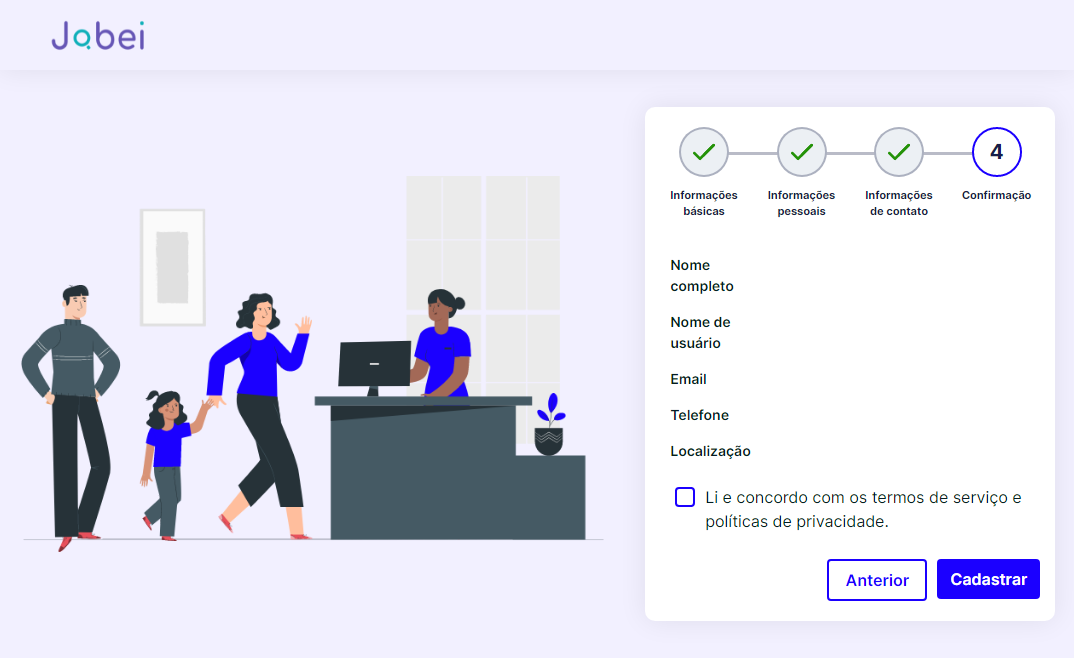 Jobei
4
Informações
básicas
Informações
pessoais
Informações
de contato
Confirmação
Nome
completo
Nome de
usuário
Email
Telefone
Localização
Li e concordo com os termos de serviço e
políticas de privacidade.
Anterior
Cadastrar